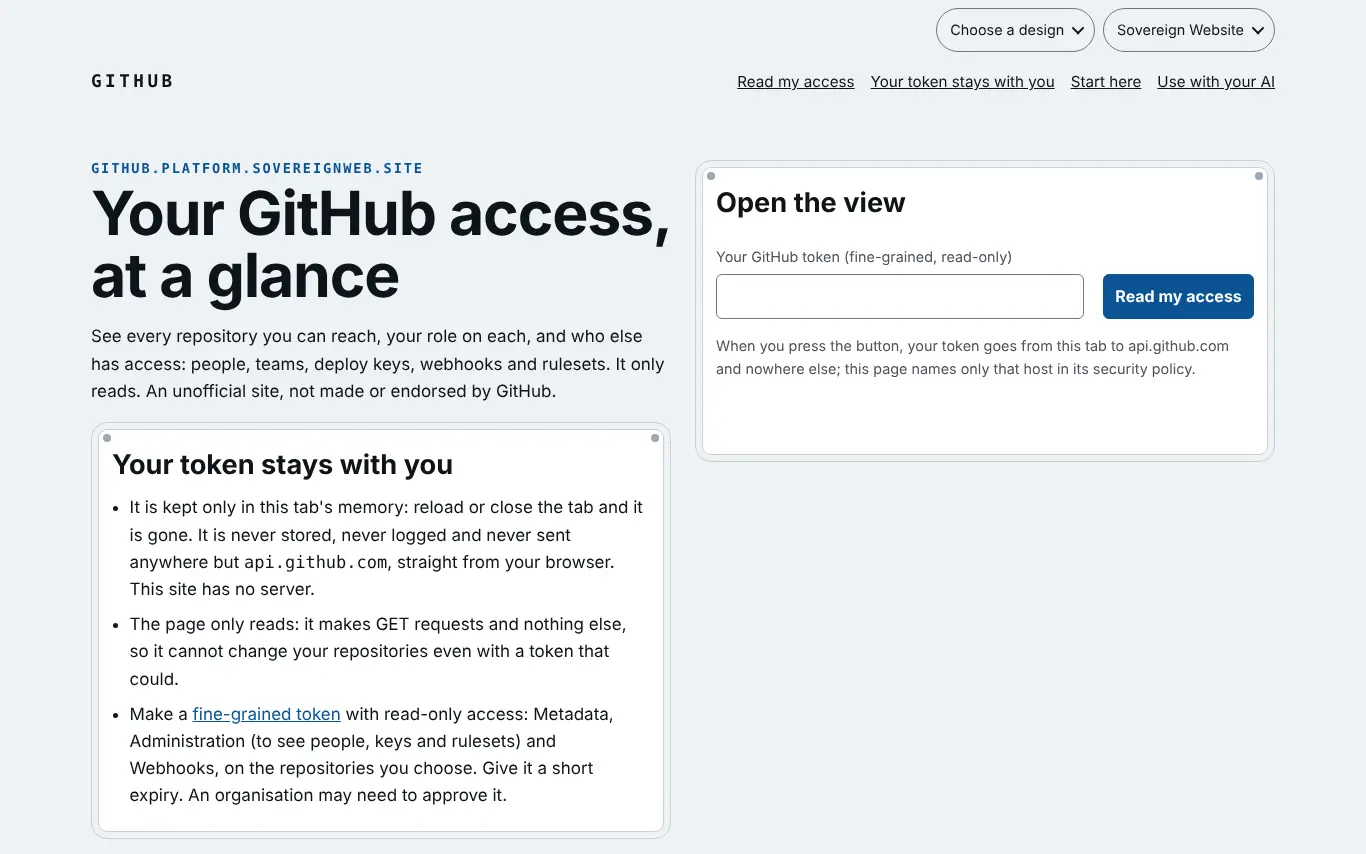 Choose a design
Sovereign Website
GITHUB
Read my access
Your token stays with you
Start here
Use with your AI
GITHUB.PLATFORM.SOVEREIGNWEB.SITE
Your GitHub access,
at a glance
See every repository you can reach, your role on each, and who else
has access: people, teams, deploy keys, webhooks and rulesets. It only
reads. An unofficial site, not made or endorsed by GitHub.
Your token stays with you
It is kept only in this tab's memory: reload or close the tab and it
is gone. It is never stored, never logged and never sent
anywhere but api.github.com, straight from your browser.
This site has no server.
The page only reads: it makes GET requests and nothing else,
so it cannot change your repositories even with a token that
could.
Make a fine-grained token with read-only access: Metadata,
Administration (to see people, keys and rulesets) and
Webhooks, on the repositories you choose. Give it a short
expiry. An organisation may need to approve it.
Open the view
Your GitHub token (fine-grained, read-only)
Read my access
When you press the button, your token goes from this tab to api.github.com
and nowhere else; this page names only that host in its security policy.